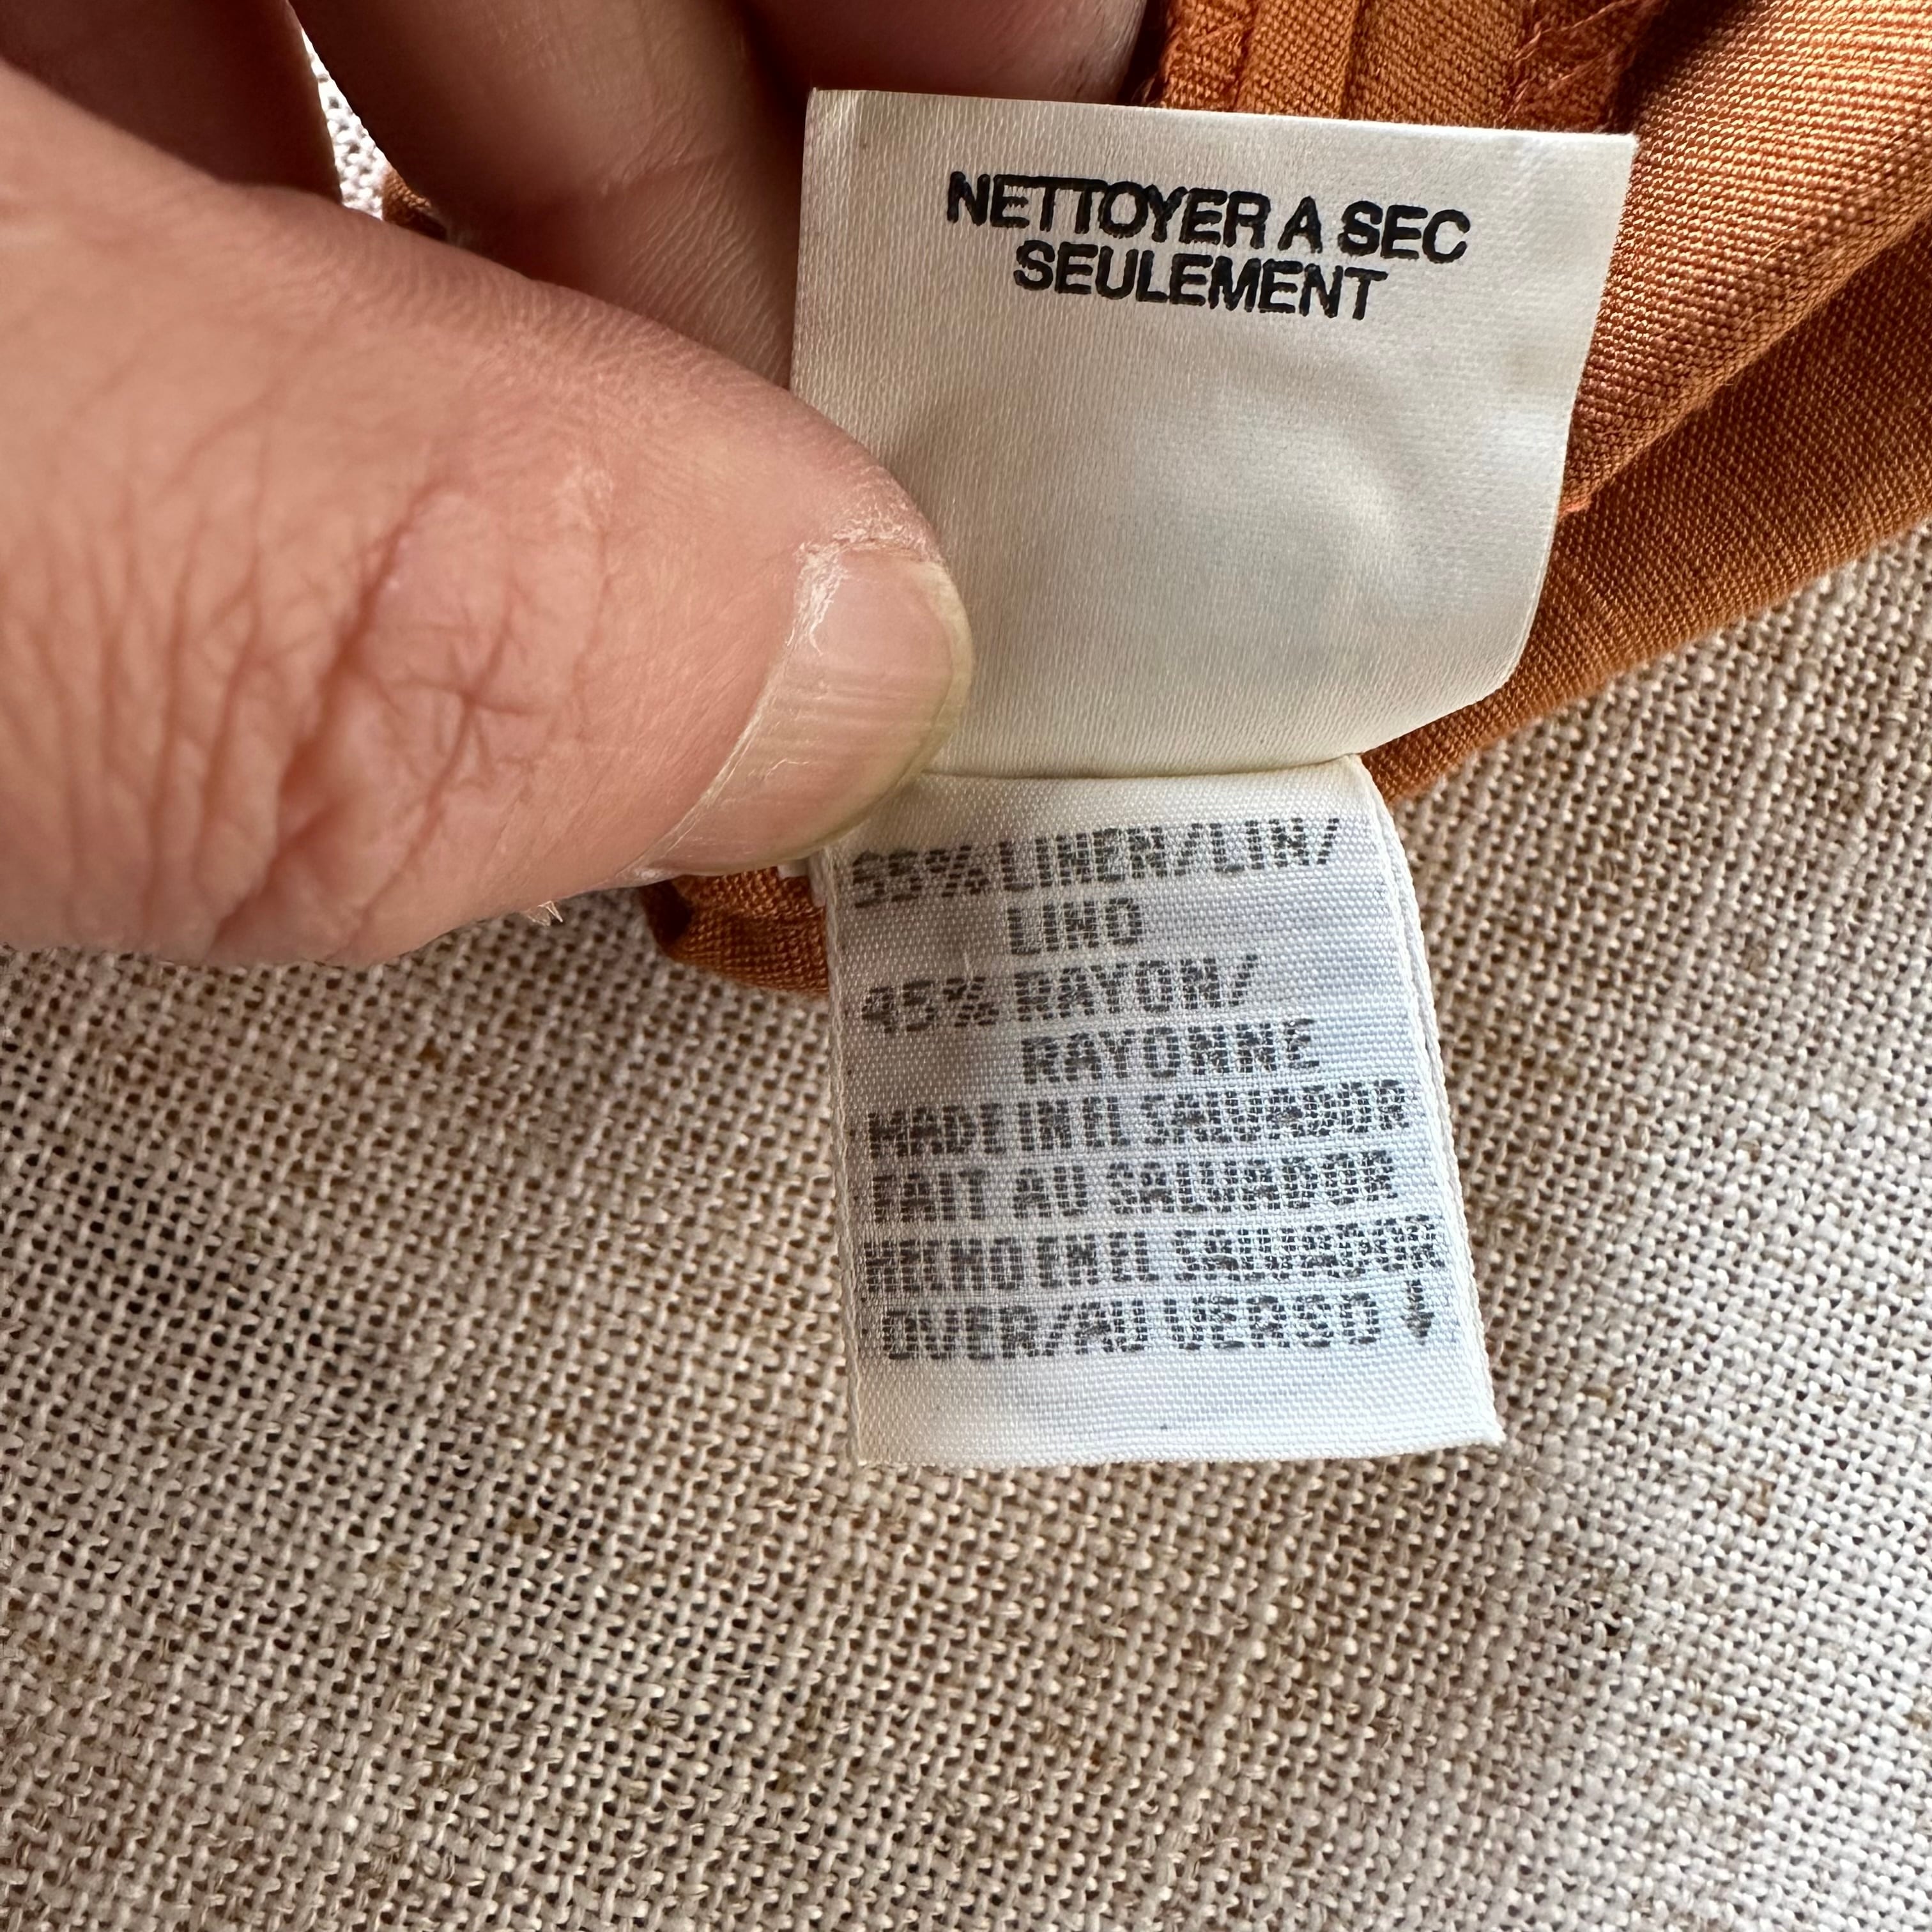 NETTOYER A SEC
SEULEMENT
55% LINEN/LIN/
LINO
45% RAYON/
RAYONNE
MADE IN EL SALVADOR
FAIT AU SALVADOR
HECHO EN EL SALVADOR
OVER/AU VERSO ↓